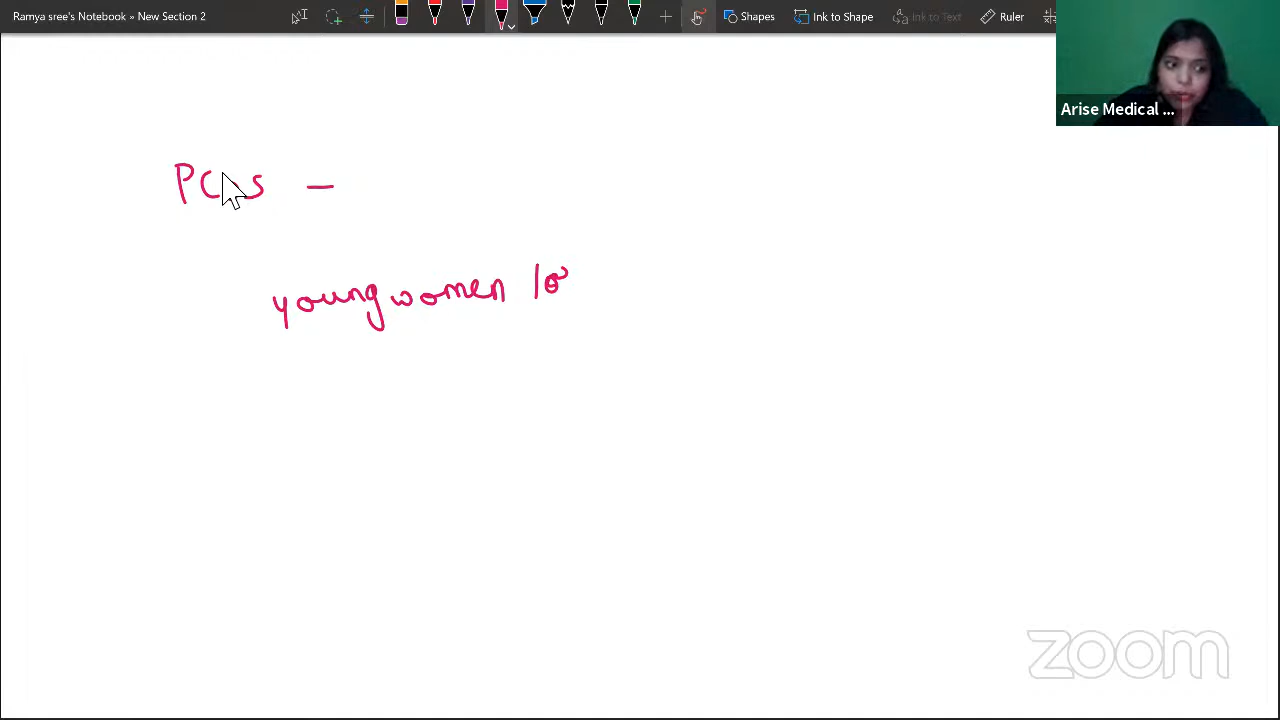 Ramya sree's Notebook » New Section 2
Shapes
Ink to Shape
Ink to Text
Ruler
Arise Medical ...
PCOS –
young women
zoom